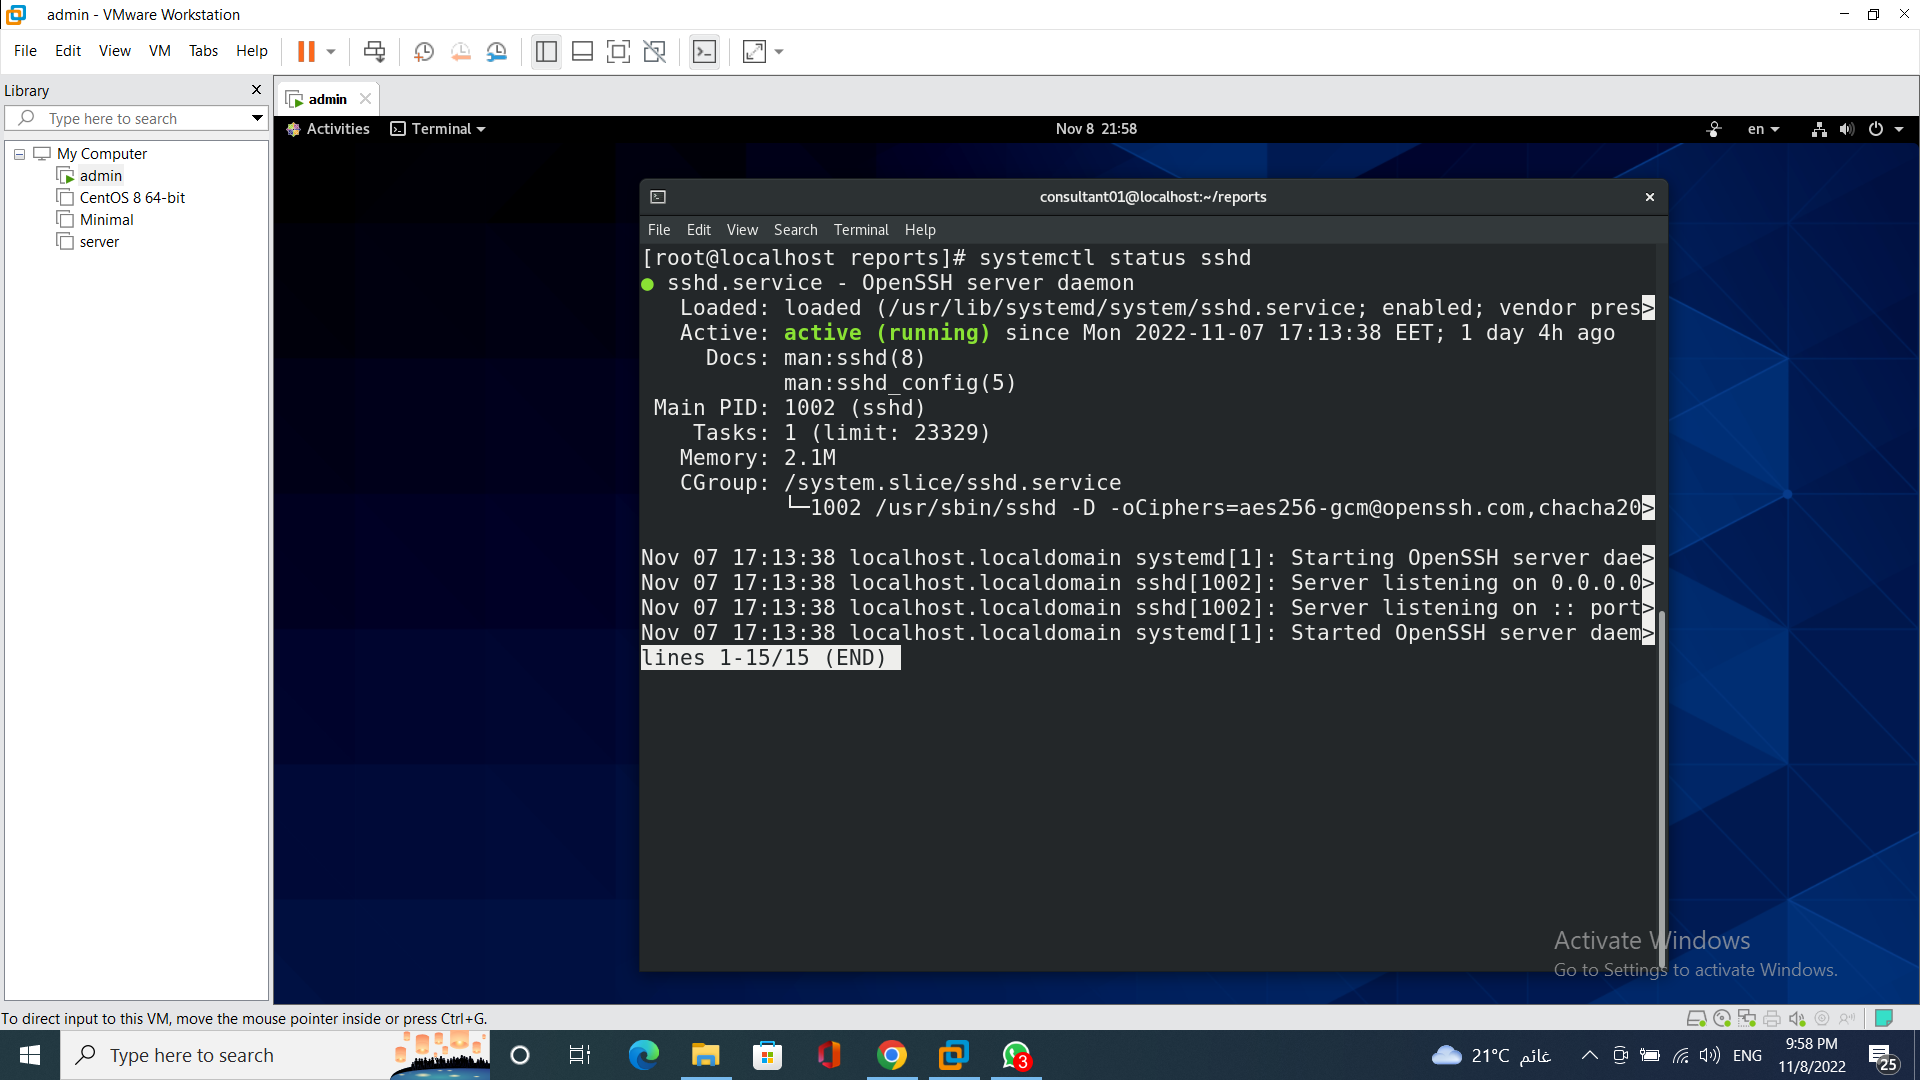 admin - VMware Workstation
File Edit View VM Tabs Help
Library
Type here to search
My Computer
admin
CentOS 8 64-bit
Minimal
server
admin
Activities Terminal Nov 8 21:58 en
consultant01@localhost:~/reports
File Edit View Search Terminal Help
[root@localhost reports]# systemctl status sshd
● sshd.service - OpenSSH server daemon
Loaded: loaded (/usr/lib/systemd/system/sshd.service; enabled; vendor pres>
Active: active (running) since Mon 2022-11-07 17:13:38 EET; 1 day 4h ago
Docs: man:sshd(8)
man:sshd_config(5)
Main PID: 1002 (sshd)
Tasks: 1 (limit: 23329)
Memory: 2.1M
CGroup: /system.slice/sshd.service
└─1002 /usr/sbin/sshd -D -oCiphers=aes256-gcm@openssh.com,chacha20>
Nov 07 17:13:38 localhost.localdomain systemd[1]: Starting OpenSSH server dae>
Nov 07 17:13:38 localhost.localdomain sshd[1002]: Server listening on 0.0.0.0>
Nov 07 17:13:38 localhost.localdomain sshd[1002]: Server listening on :: port>
Nov 07 17:13:38 localhost.localdomain systemd[1]: Started OpenSSH server daem>
lines 1-15/15 (END)
Activate Windows
Go to Settings to activate Windows.
To direct input to this VM, move the mouse pointer inside or press Ctrl+G.
Type here to search
3
21°C غائم
ENG
9:58 PM
11/8/2022
25